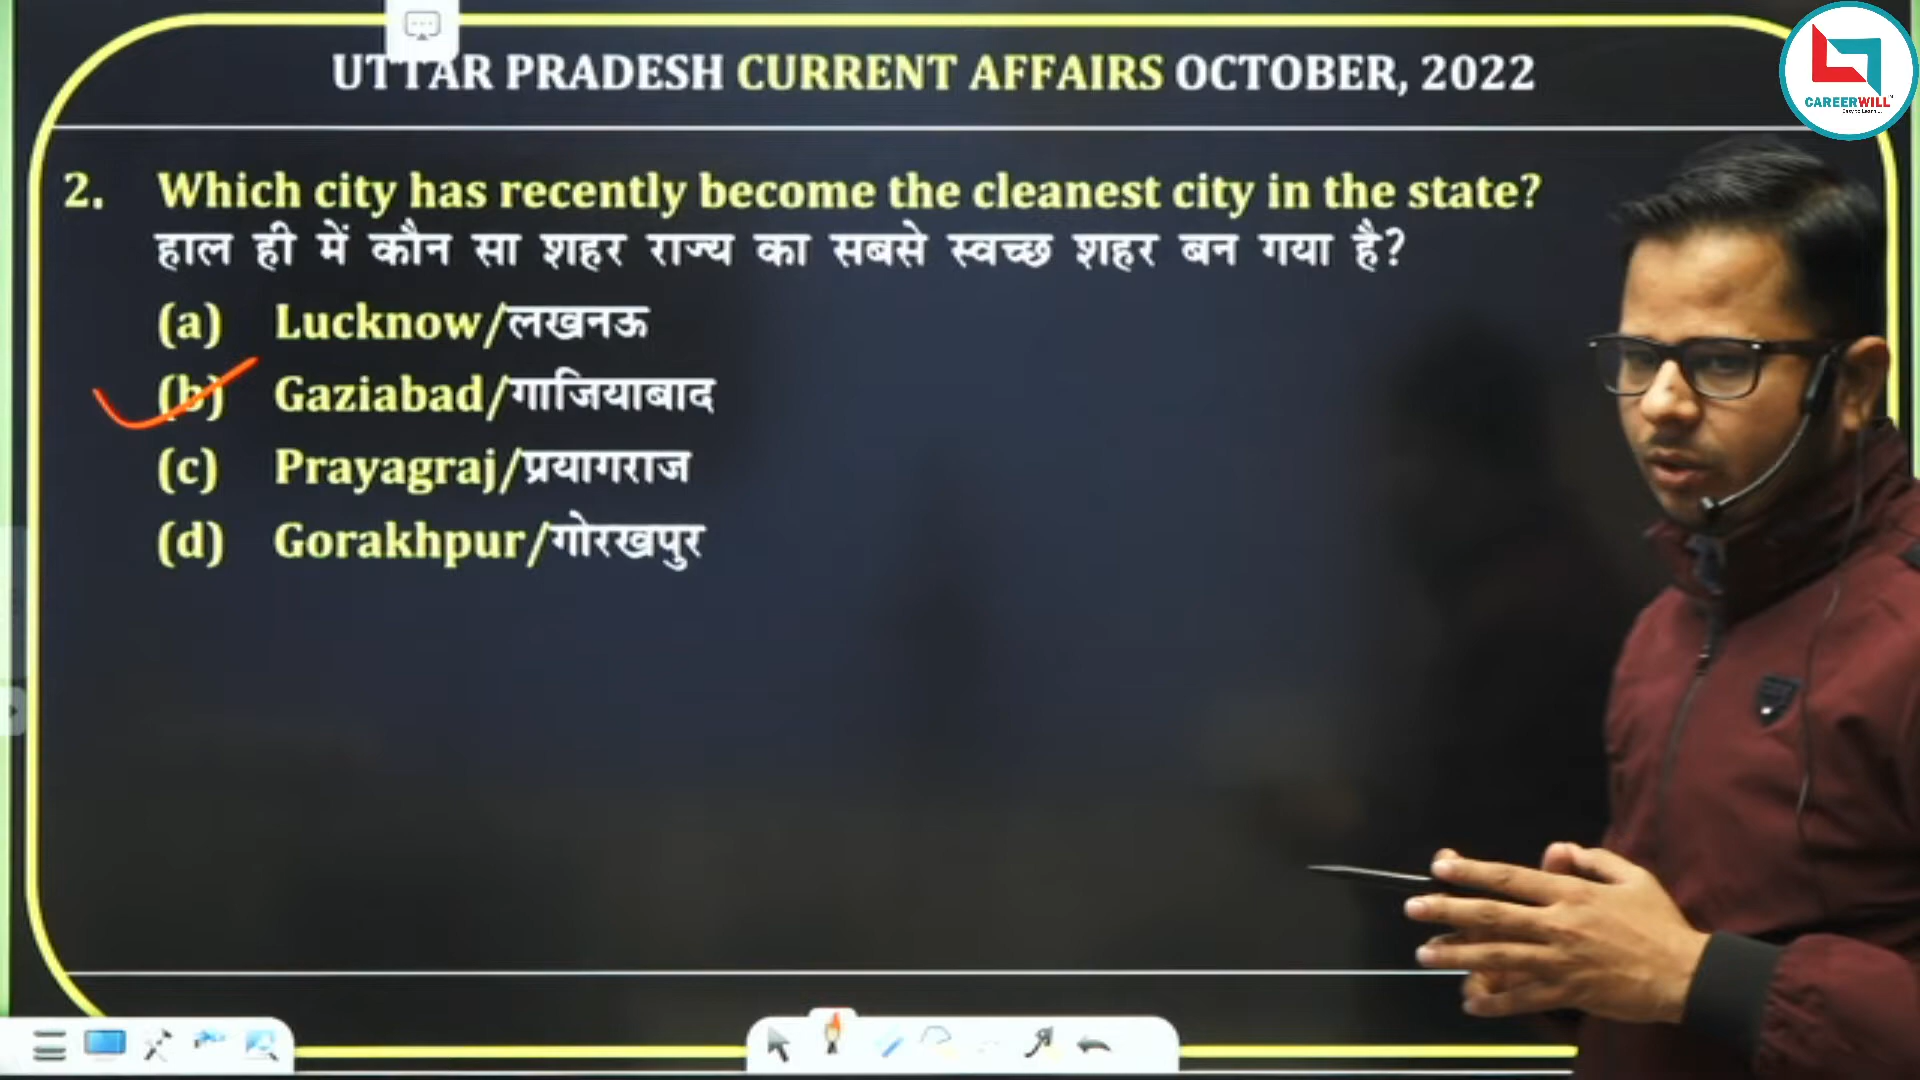 UTTAR PRADESH CURRENT AFFAIRS OCTOBER, 2022
CAREERWILL
2. Which city has recently become the cleanest city in the state?
हाल ही में कौन सा शहर राज्य का सबसे स्वच्छ शहर बन गया है?
(a) Lucknow/लखनऊ
(b) Gaziabad/गाजियाबाद
(c) Prayagraj/प्रयागराज
(d) Gorakhpur/गोरखपुर